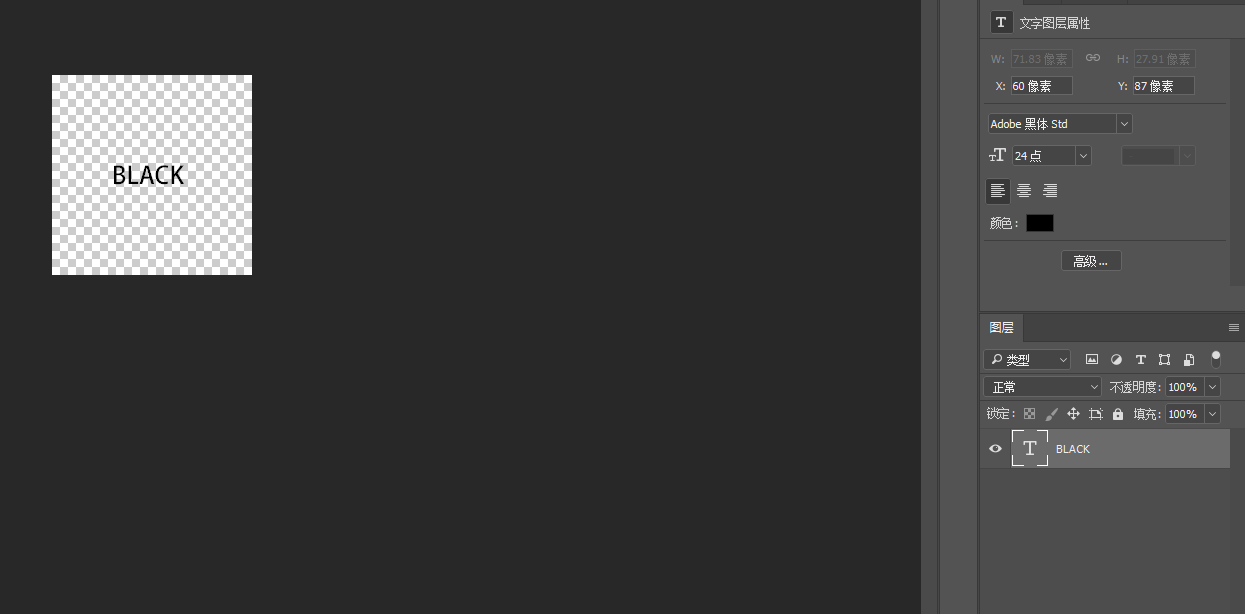 BLACK
T 文字图层属性
W: 71.83 像素 H: 27.91 像素
X: 60 像素 Y: 87 像素
Adobe 黑体 Std
24 点
颜色：
高级...
图层
类型
正常 不透明度: 100%
锁定: 填充: 100%
T BLACK